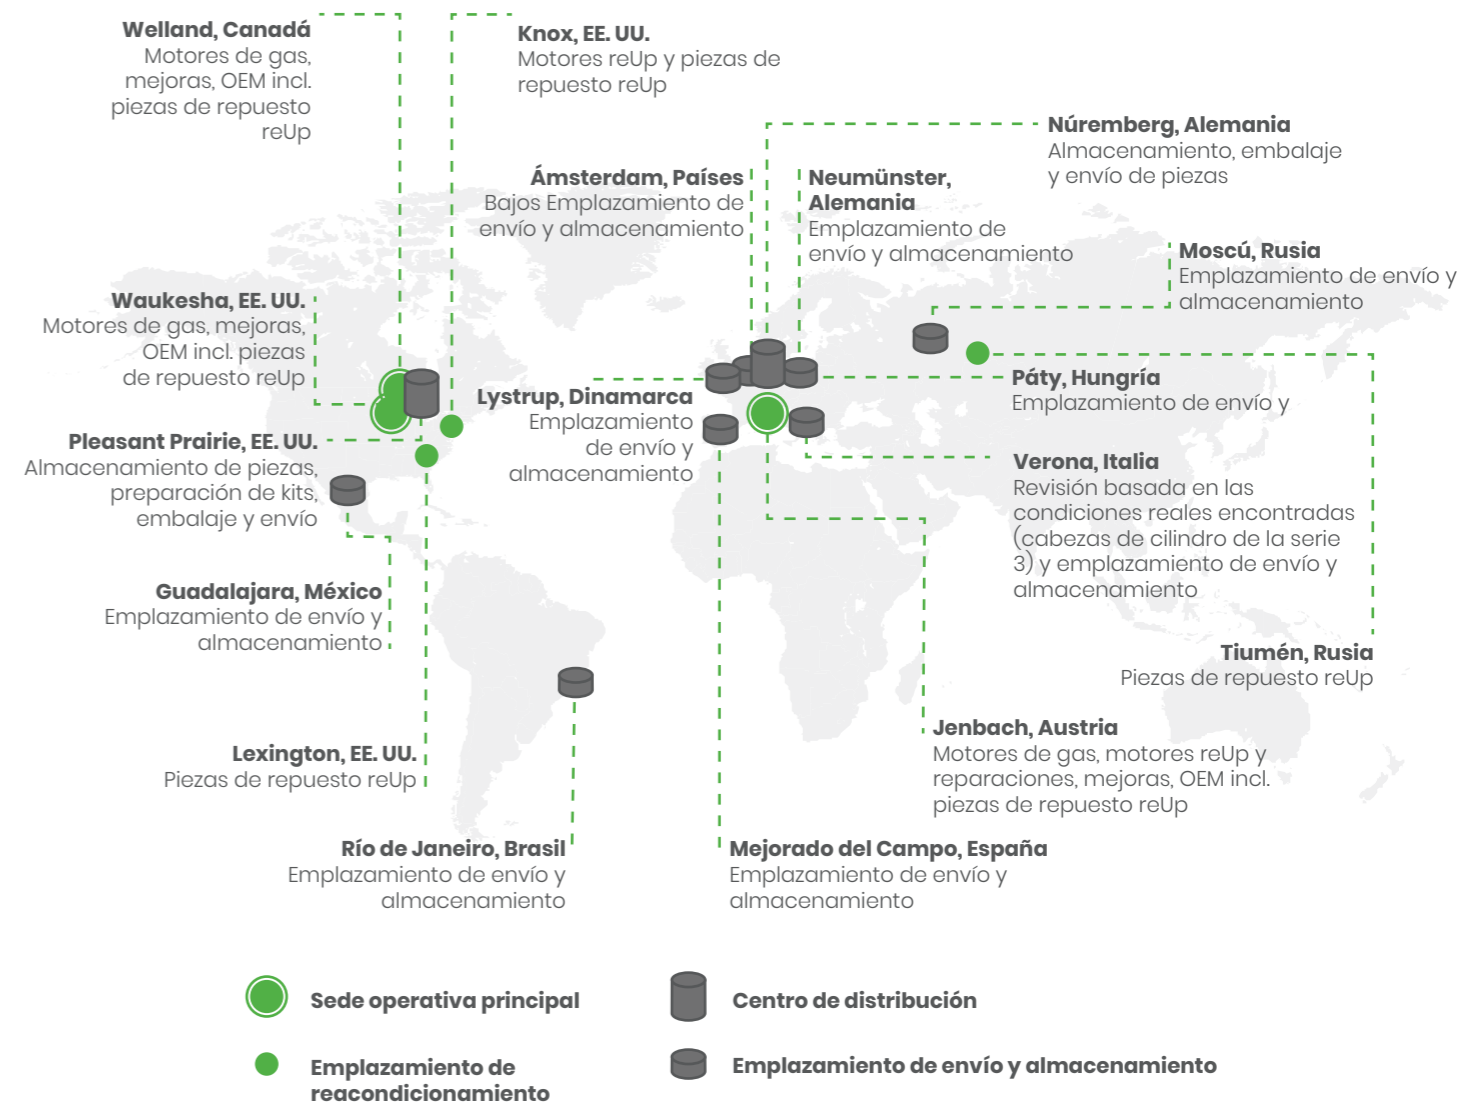 Welland, Canadá
Motores de gas,
mejoras, OEM incl.
piezas de repuesto
reUp
Knox, EE. UU.
Motores reUp y piezas de
repuesto reUp
Núremberg, Alemania
Almacenamiento, embalaje
y envío de piezas
Ámsterdam, Países
Bajos Emplazamiento de
envío y almacenamiento
Neumünster,
Alemania
Emplazamiento de
envío y almacenamiento
Moscú, Rusia
Emplazamiento de envío y
almacenamiento
Waukesha, EE. UU.
Motores de gas, mejoras,
OEM incl. piezas
de repuesto reUp
Lystrup, Dinamarca
Emplazamiento
de envío y
almacenamiento
Páty, Hungría
Emplazamiento de envío y
Pleasant Prairie, EE. UU.
Almacenamiento de piezas,
preparación de kits,
embalaje y envío
Verona, Italia
Revisión basada en las
condiciones reales encontradas
(cabezas de cilindro de la serie
3) y emplazamiento de envío y
almacenamiento
Guadalajara, México
Emplazamiento de envío y
almacenamiento
Tiumén, Rusia
Piezas de repuesto reUp
Lexington, EE. UU.
Piezas de repuesto reUp
Jenbach, Austria
Motores de gas, motores reUp y
reparaciones, mejoras, OEM incl.
piezas de repuesto reUp
Río de Janeiro, Brasil
Emplazamiento de envío y
almacenamiento
Mejorado del Campo, España
Emplazamiento de envío y
almacenamiento
Sede operativa principal
Centro de distribución
Emplazamiento de
reacondicionamiento
Emplazamiento de envío y almacenamiento